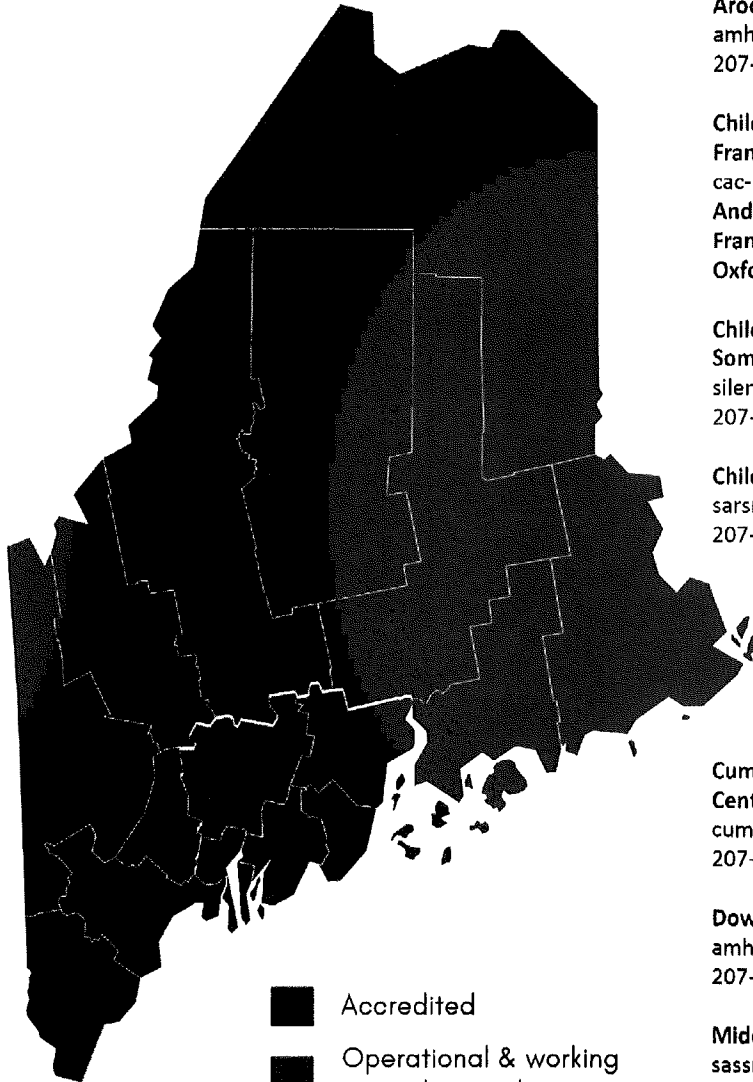 amh
207-
Chil
Fran
cac-
And
Fran
Oxfo
Chil
Som
siler
207-
Chil
sars
207-
Cum
Cent
cum
207-
Dow
amh
207-
Accredited
Operational & working
Mid
sass